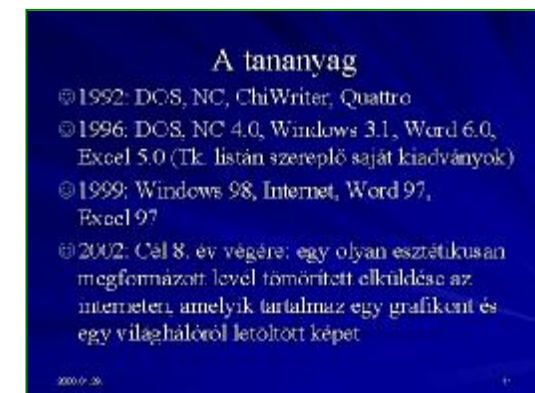 A tananyag
☺1992: DOS, NC, ChiWriter, Quattro
☺1996: DOS, NC 4.0, Windows 3.1, Word 6.0,
Excel 5.0 (Tk. listán szereplő saját kiadványok)
☺1999: Windows 98, Internet, Word 97,
Excel 97
☺2002: Cél 8. év végére: egy olyan esztétikusan
megformázott levél tömörített elküldése az
interneten, amelyik tartalmaz egy grafikont és
egy világhálóról letöltött képet